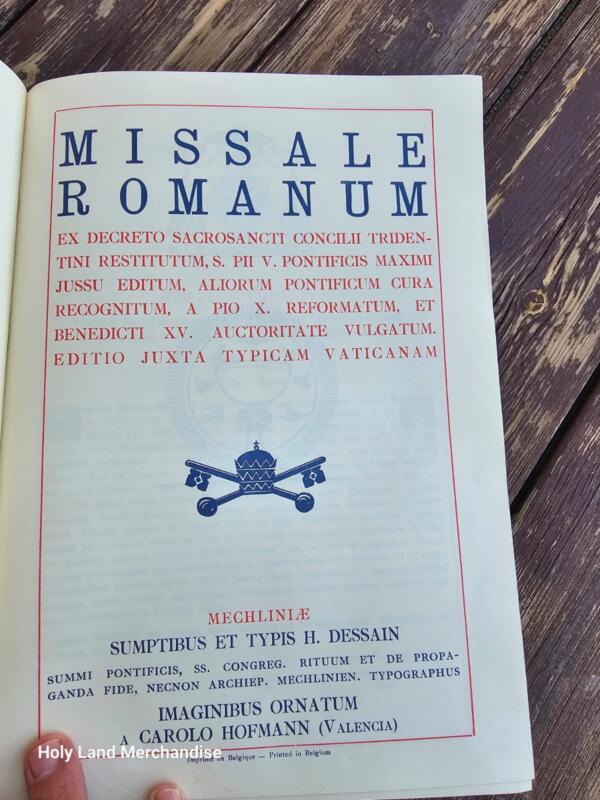 MISSALE
ROMANUM
EX DECRETO SACROSANCTI CONCILII TRIDEN-
TINI RESTITUTUM, S. PII V. PONTIFICIS MAXIMI
JUSSU EDITUM, ALIORUM PONTIFICUM CURA
RECOGNITUM, A PIO X. REFORMATUM, ET
BENEDICTI XV. AUCTORITATE VULGATUM.
EDITIO JUXTA TYPICAM VATICANAM
MECHLINIÆ
SUMPTIBUS ET TYPIS H. DESSAIN
SUMMI PONTIFICIS, SS. CONGREG. RITUUM ET DE PROPA-
GANDA FIDE, NECNON ARCHIEP. MECHLINIEN. TYPOGRAPHUS
IMAGINIBUS ORNATUM
A CAROLO HOFMANN (VALENCIA)
Imprimé en Belgique — Printed in Belgium
Holy Land Merchandise